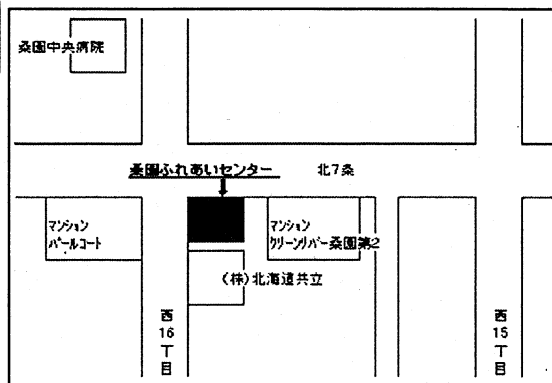 桑園中央病院
桑園ふれあいセンター
北7条
マンション
パールコート
マンション
クリーンリバー桑園第2
(株)北海道共立
西
16
丁
目
西
15
丁
目